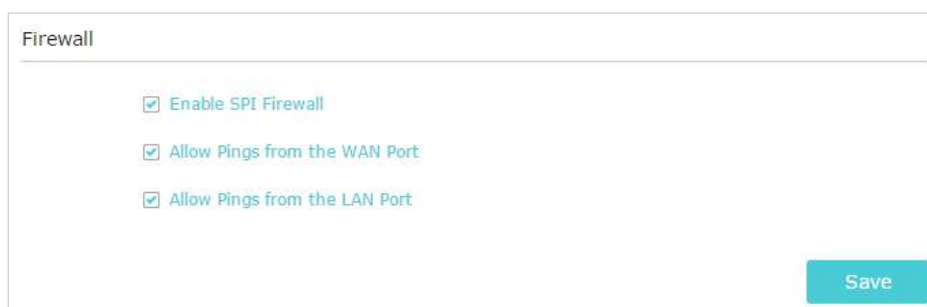 Firewall
Enable SPI Firewall
Allow Pings from the WAN Port
Allow Pings from the LAN Port
Save